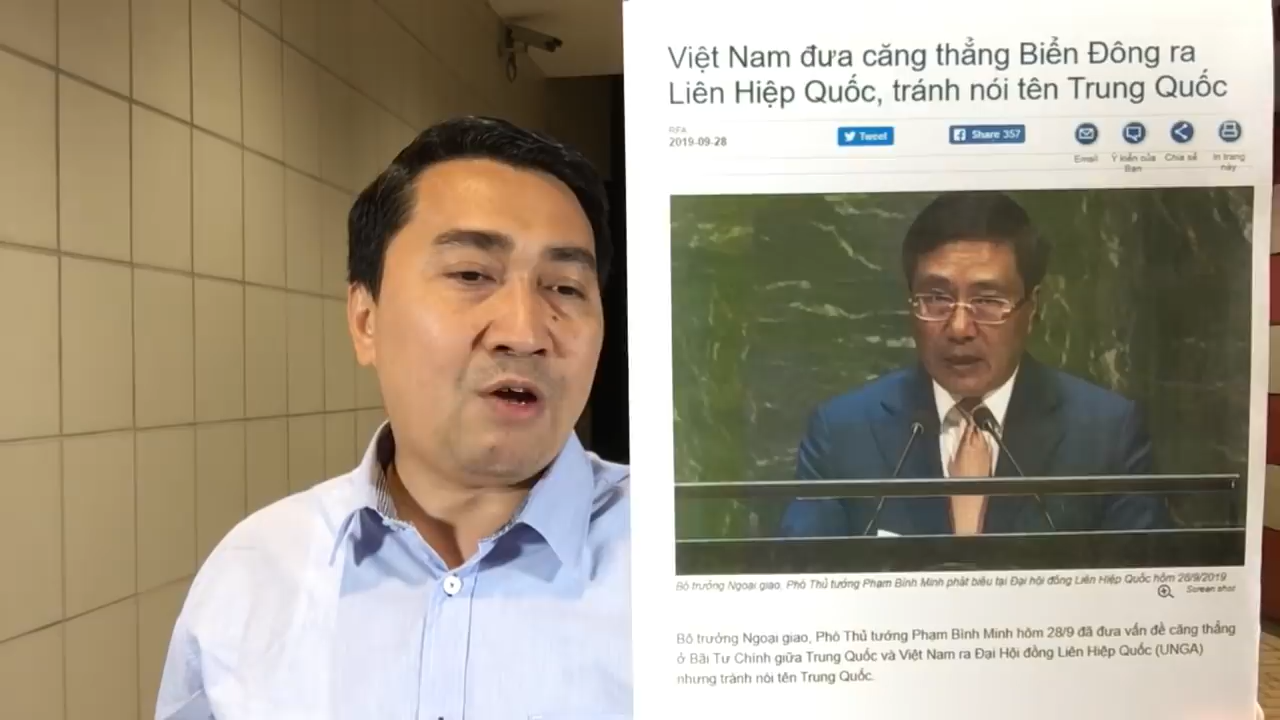 Việt Nam đưa căng thẳng Biển Đông ra
Liên Hiệp Quốc, tránh nói tên Trung Quốc
RFA
2019-09-28
Tweet
Share 357
Email
Ý kiến của
Bạn
Chia sẻ
In trang
này
Bộ trưởng Ngoại giao, Phó Thủ tướng Phạm Bình Minh phát biểu tại Đại hội đồng Liên Hiệp Quốc hôm 28/9/2019.
Screen shot
Bộ trưởng Ngoại giao, Phó Thủ tướng Phạm Bình Minh hôm 28/9 đã đưa vấn đề căng thẳng
ở Bãi Tư Chính giữa Trung Quốc và Việt Nam ra Đại Hội đồng Liên Hiệp Quốc (UNGA)
nhưng tránh nói tên Trung Quốc.